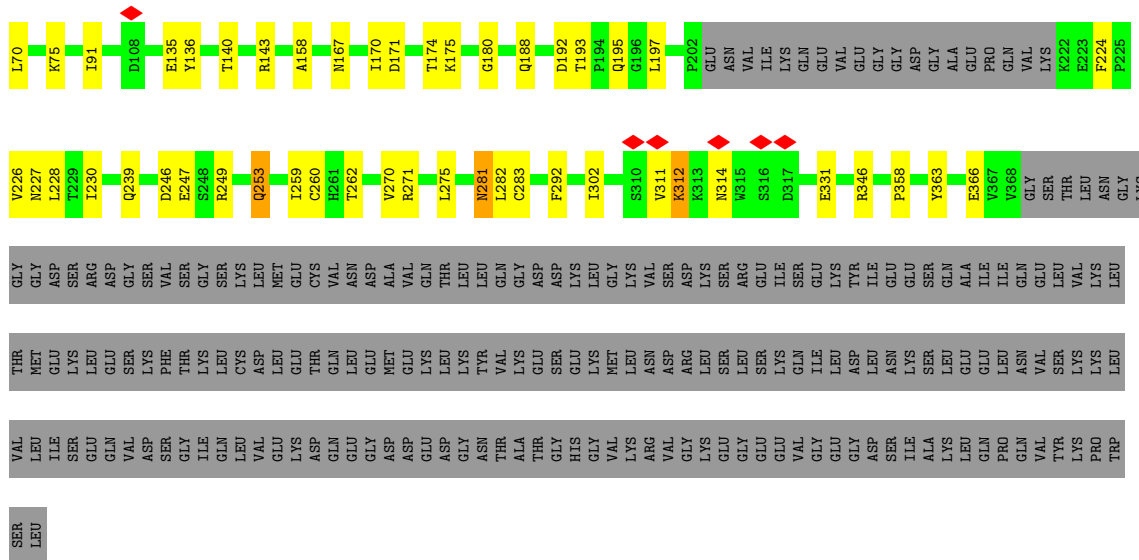 L70 K75 I91 D108 E135 Y136 T140 R143 A158 N167 I170 D171 T174 K175 G180 Q188 D192 T193 P194 Q195 G196 L197 P202 GLU ASN VAL ILE LYS GLN GLU VAL GLU GLY GLY ASP GLY ALA GLU PRO GLN VAL LYS K222 E223 F224 P225
V226 N227 L228 T229 I230 Q239 D246 E247 S248 R249 Q253 I259 C260 H261 T262 V270 R271 L275 N281 L282 C283 F292 I302 S310 V311 K312 K313 N314 W315 S316 D317 E331 R346 P358 Y363 E366 V367 V368 GLY SER THR LEU ASN GLY
GLY GLY ASP SER ARG ASP GLY SER VAL SER GLY SER LYS LEU MET GLU CYS VAL ASN ASP ALA VAL GLN THR LEU LEU GLN GLY ASP ASP LYS LEU GLY LYS VAL SER ASP LYS SER ARG GLU ILE SER GLU LYS TYR ILE GLU GLU SER GLN ALA ILE ILE GLN GLU LEU VAL LYS LEU
THR MET GLU LYS LEU GLU SER LYS PHE THR LYS LEU CYS ASP LEU GLU THR GLN LEU GLU MET GLU LYS LEU LYS TYR VAL LYS GLU SER GLU LYS MET LEU ASN ASP ARG LEU SER LEU SER LYS GLN ILE LEU ASP LEU ASN LYS SER LEU GLU GLU LEU ASN VAL SER LYS LYS LEU
VAL LEU ILE SER GLU GLN VAL ASP SER GLY ILE GLN LEU VAL GLU LYS ASP GLN GLU GLY ASP ASP GLU ASP GLY ASN THR ALA THR GLY HIS GLY VAL LYS ARG VAL GLY LYS GLU GLY GLU GLU VAL GLY GLU GLY ASP SER ILE ALA LYS LEU GLN PRO GLN VAL TYR LYS PRO TRP
SER LEU